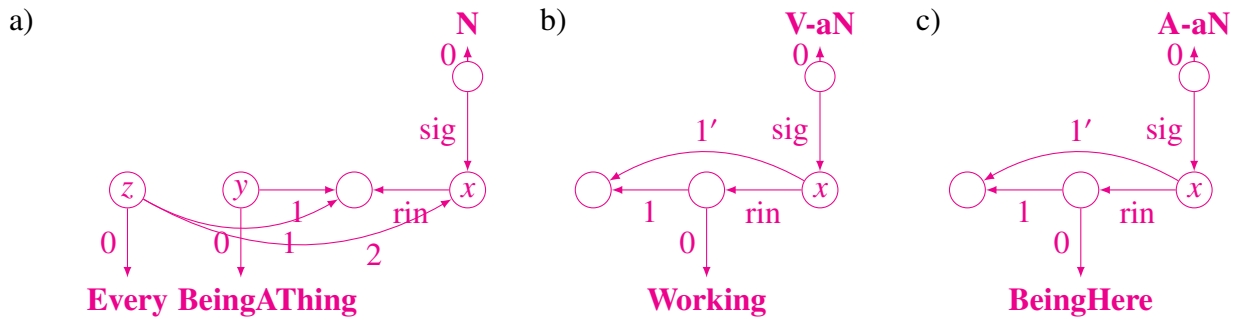 a) N b) V-aN c) A-aN
0 0 0
sig sig sig
1′ 1′
z y x x x
1 rin 1 rin 1 rin
0 0 1 2 0 0
Every BeingAThing Working BeingHere